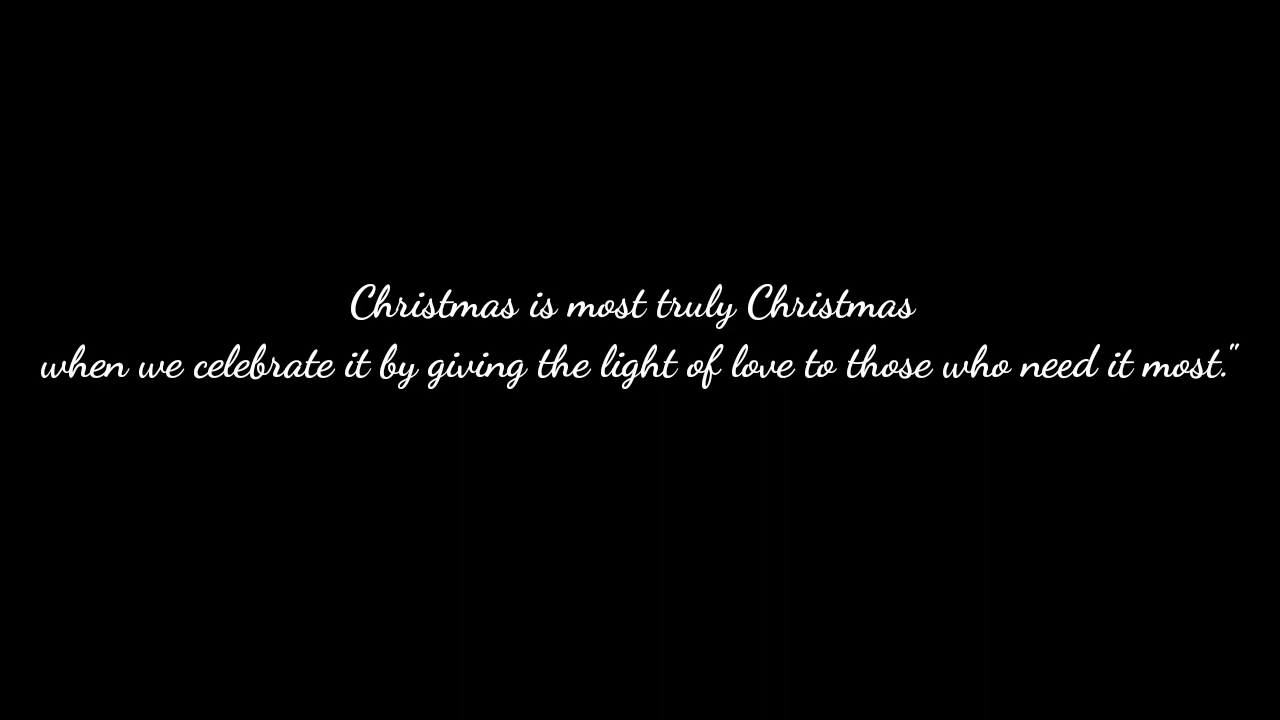 Christmas is most truly Christmas
when we celebrate it by giving the light of love to those who need it most."